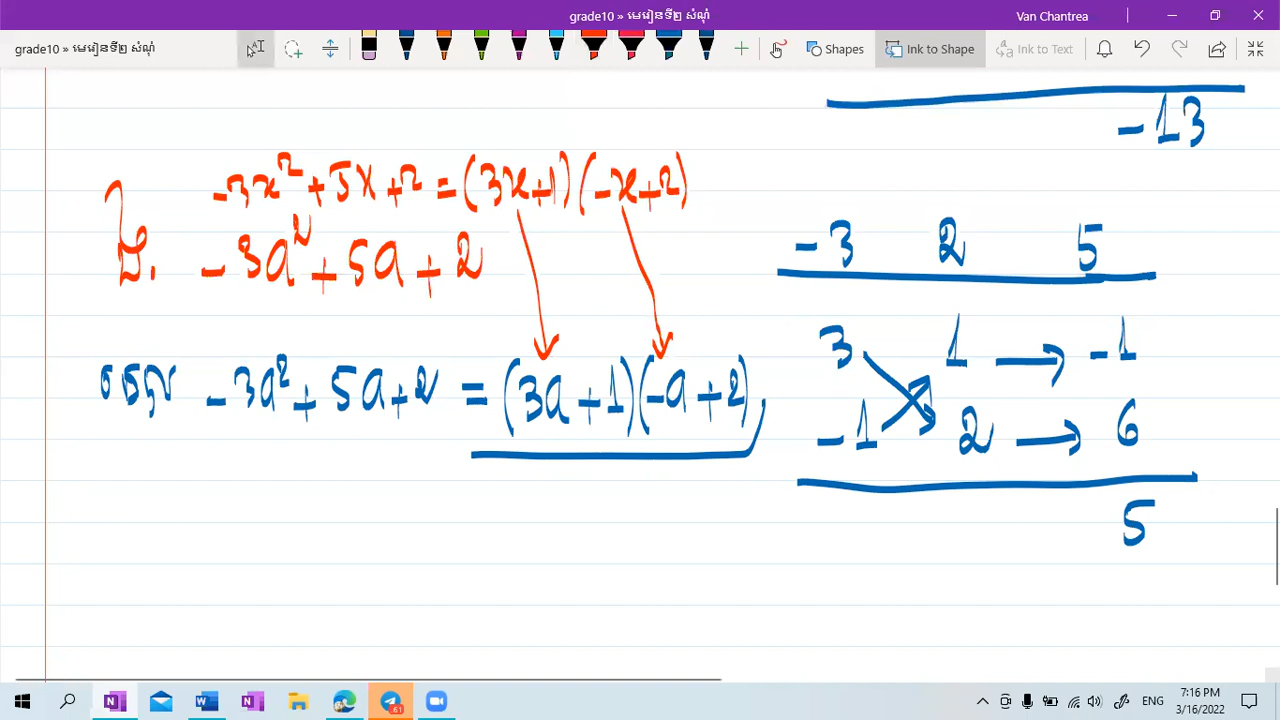 grade10 » មេរៀនទី២ សំណុំ
Van Chantrea
grade10 » មេរៀនទី២ សំណុំ
Shapes
Ink to Shape
Ink to Text
-13
-3x²+5x+2=(3x+1)(-x+2)
ដ. -3a²+5a+2
-3a²+5a+2 = (3a+1)(-a+2)
-3 2 5
3 1 → -1
-1 2 → 6
5
61
ENG
7:16 PM
3/16/2022